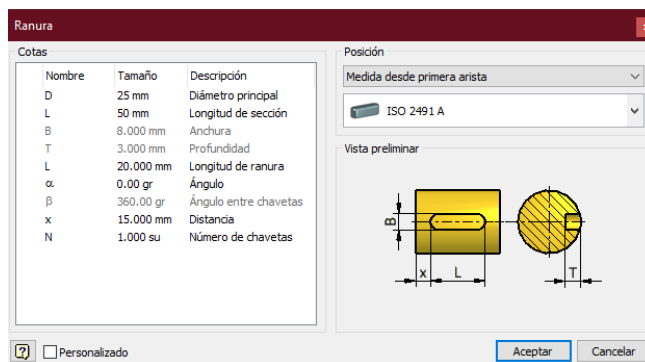 Ranura
Cotas
Nombre Tamaño Descripción
D 25 mm Diámetro principal
L 50 mm Longitud de sección
B 8.000 mm Anchura
T 3.000 mm Profundidad
L 20.000 mm Longitud de ranura
α 0.00 gr Ángulo
β 360.00 gr Ángulo entre chavetas
x 15.000 mm Distancia
N 1.000 su Número de chavetas
Posición
Medida desde primera arista
ISO 2491 A
Vista preliminar
B
x L T
Personalizado
Aceptar Cancelar